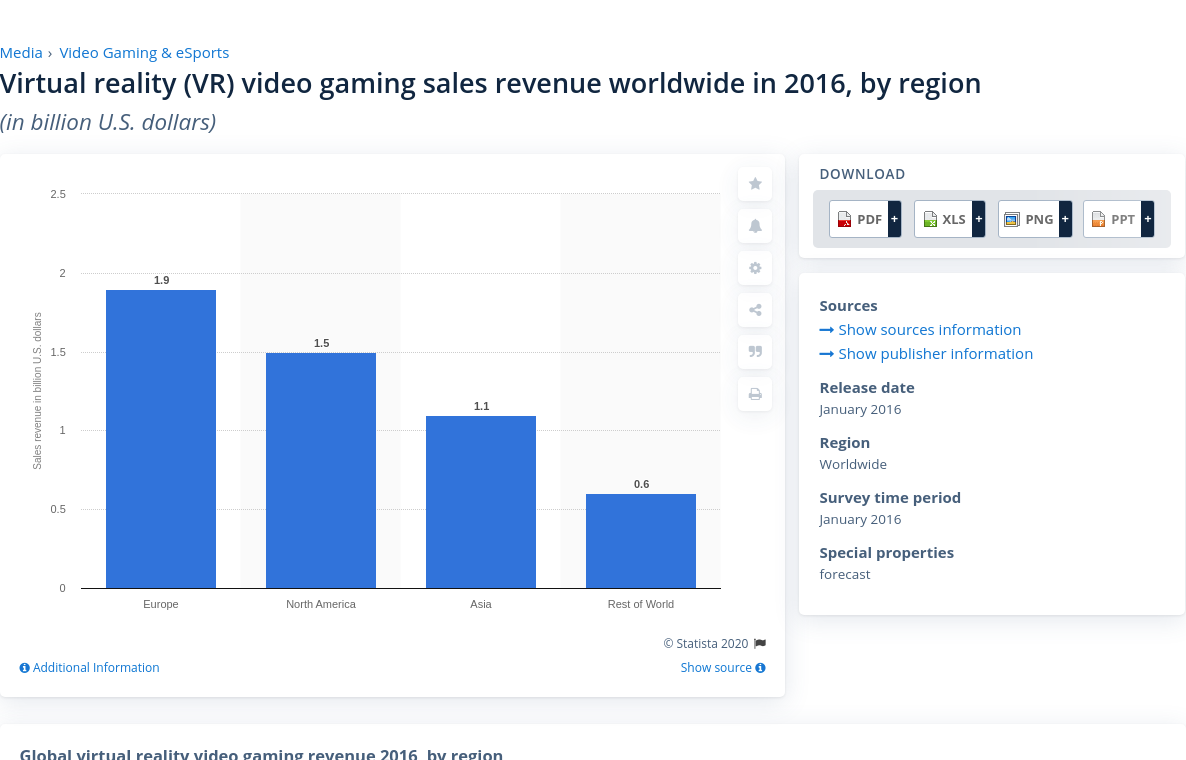 Media › Video Gaming & eSports
Virtual reality (VR) video gaming sales revenue worldwide in 2016, by region
(in billion U.S. dollars)
2.5
2
1.5
1
0.5
0
Sales revenue in billion U.S. dollars
1.9
1.5
1.1
0.6
Europe
North America
Asia
Rest of World
© Statista 2020
Additional Information
Show source
DOWNLOAD
PDF +
XLS +
PNG +
PPT +
Sources
Show sources information
Show publisher information
Release date
January 2016
Region
Worldwide
Survey time period
January 2016
Special properties
forecast
Global virtual reality video gaming revenue 2016, by region